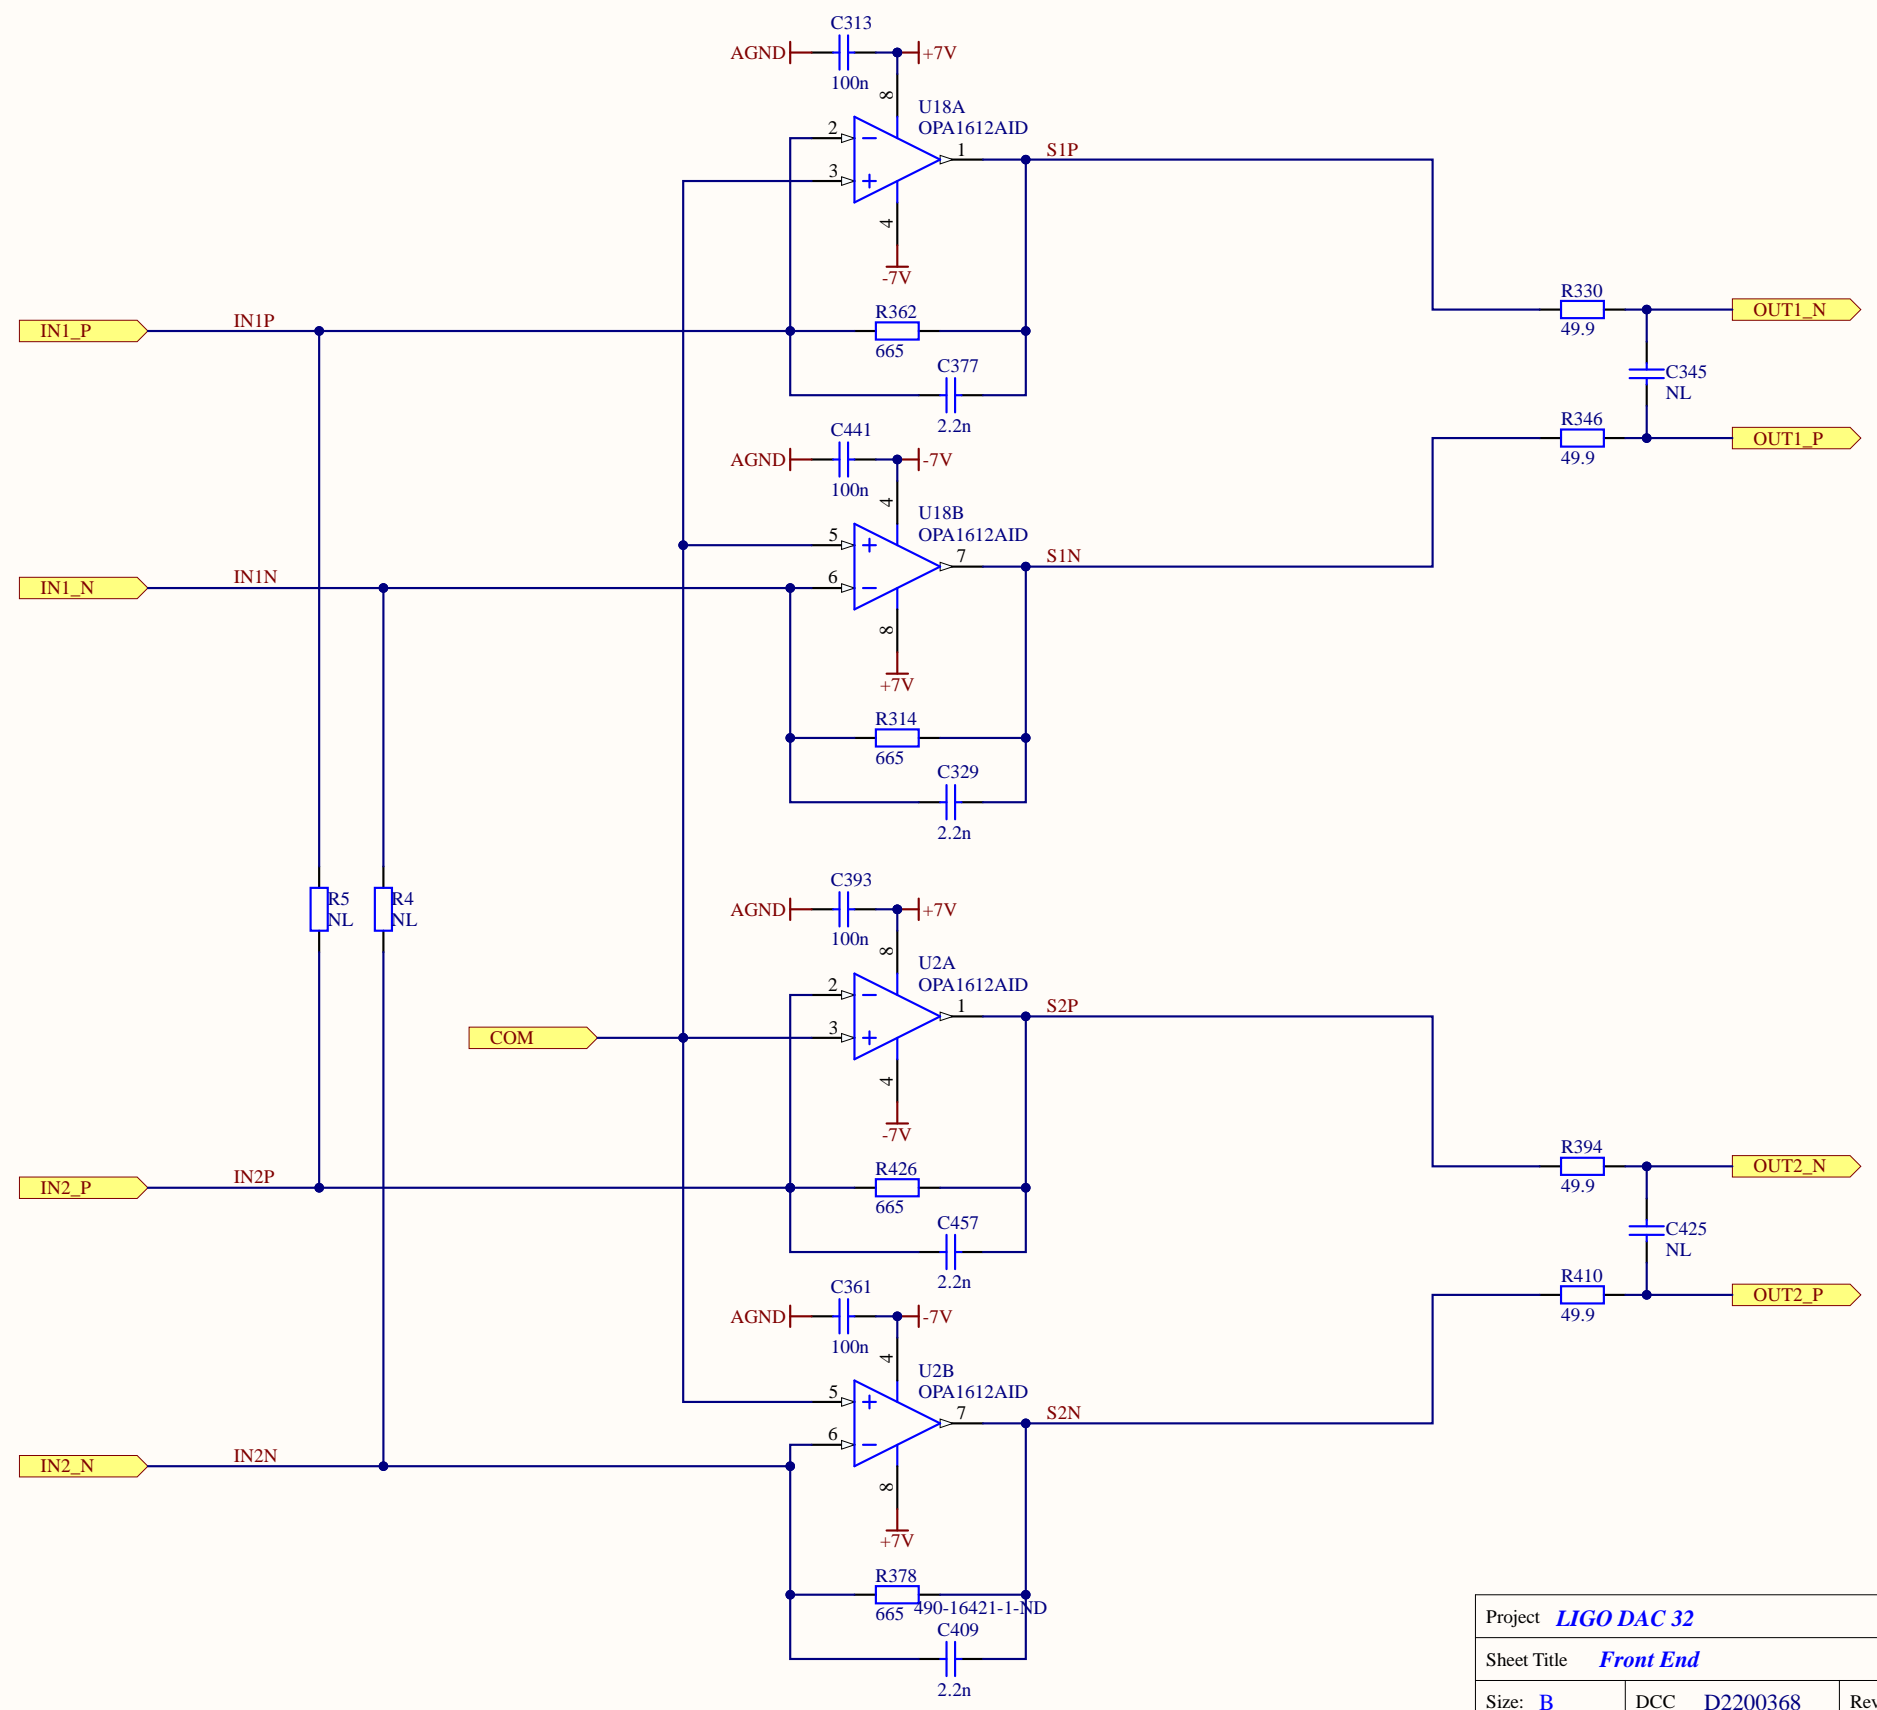 C313
AGND
+7V
100n
8
U18A
OPA1612AID
2
1
S1P
3
4
-7V
IN1_P
IN1P
R362
665
C377
2.2n
R330
49.9
OUT1_N
C345
NL
R346
49.9
OUT1_P
C441
AGND
-7V
100n
4
U18B
OPA1612AID
5
7
S1N
6
IN1_N
IN1N
8
+7V
R314
665
C329
2.2n
R5
NL
R4
NL
C393
AGND
+7V
100n
8
U2A
OPA1612AID
2
1
S2P
3
COM
4
-7V
IN2_P
IN2P
R426
665
C457
2.2n
R394
49.9
OUT2_N
C425
NL
R410
49.9
OUT2_P
C361
AGND
-7V
100n
4
U2B
OPA1612AID
5
7
S2N
6
IN2_N
IN2N
8
+7V
R378
665
490-16421-1-ND
C409
2.2n
Project LIGO DAC 32
Sheet Title Front End
Size: B DCC D2200368 Rev